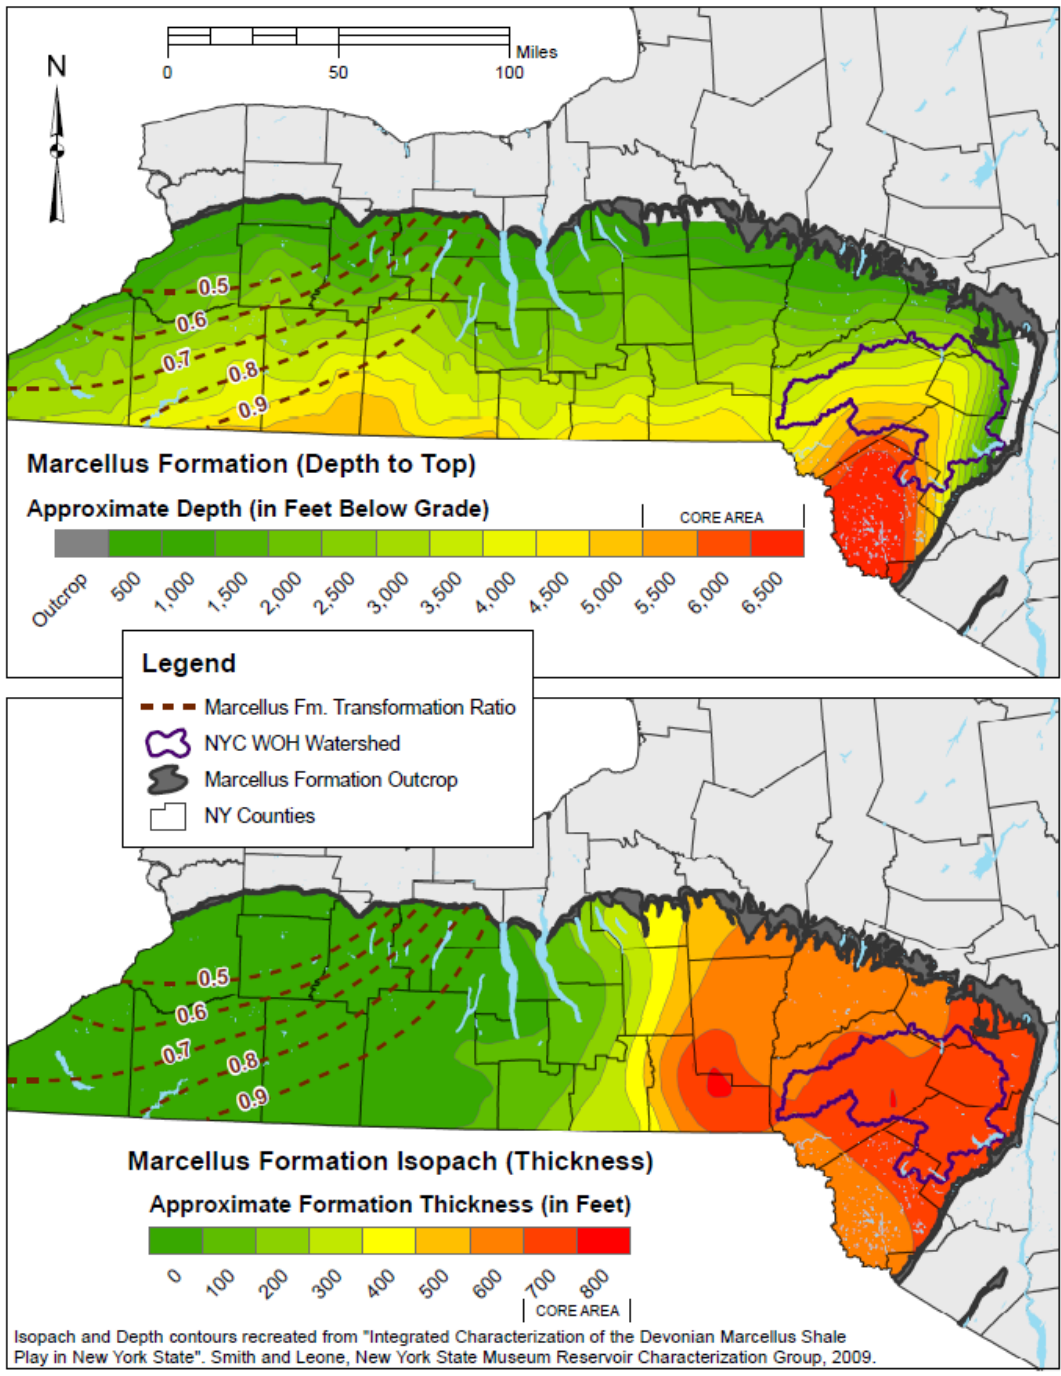 N
Miles
0 50 100
0.5
0.6
0.7
0.8
0.9
Marcellus Formation (Depth to Top)
Approximate Depth (in Feet Below Grade)
CORE AREA
Outcrop 500 1,000 1,500 2,000 2,500 3,000 3,500 4,000 4,500 5,000 5,500 6,000 6,500
Legend
Marcellus Fm. Transformation Ratio
NYC WOH Watershed
Marcellus Formation Outcrop
NY Counties
0.5
0.6
0.7
0.8
0.9
Marcellus Formation Isopach (Thickness)
Approximate Formation Thickness (in Feet)
0 100 200 300 400 500 600 700 800
CORE AREA
Isopach and Depth contours recreated from "Integrated Characterization of the Devonian Marcellus Shale
Play in New York State". Smith and Leone, New York State Museum Reservoir Characterization Group, 2009.